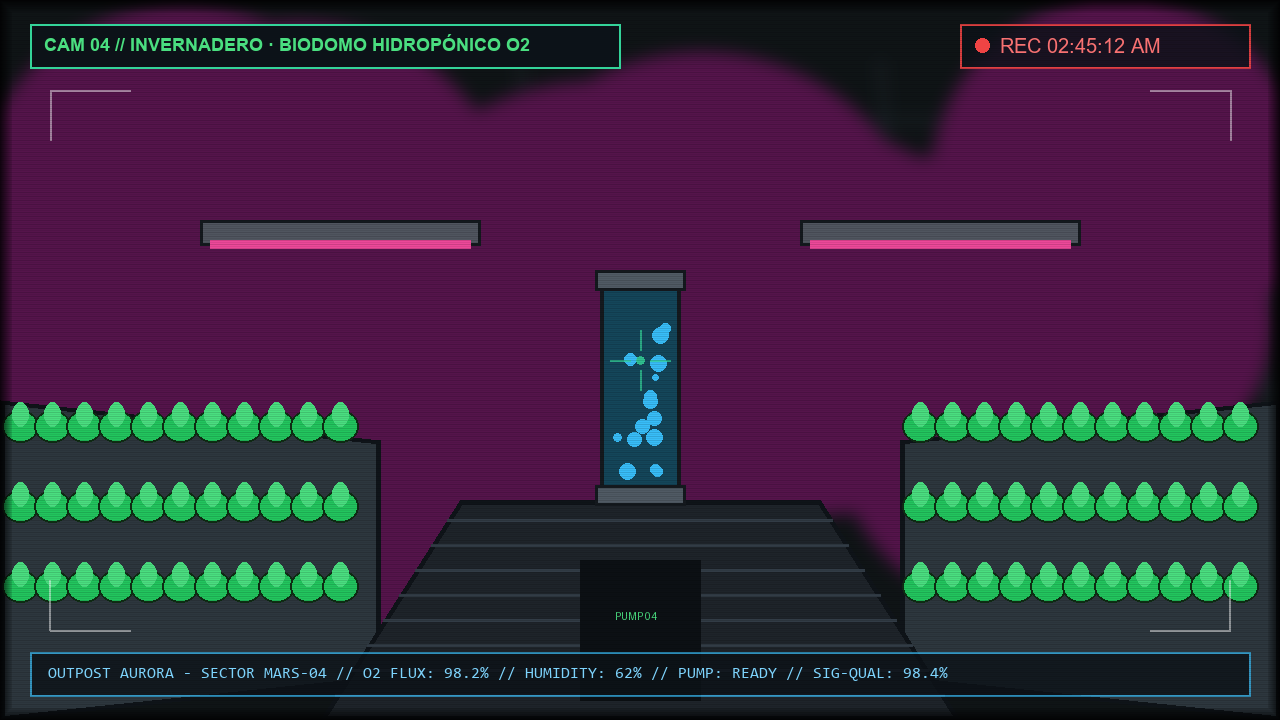 CAM 04 // INVERNADERO · BIODOMO HIDROPÓNICO O2
REC 02:45:12 AM
PUMP04
OUTPOST AURORA - SECTOR MARS-04 // O2 FLUX: 98.2% // HUMIDITY: 62% // PUMP: READY // SIG-QUAL: 98.4%